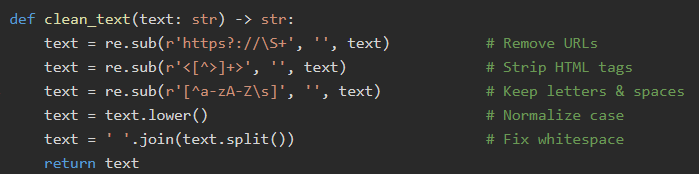 def clean_text(text: str) -> str:
    text = re.sub(r'https?://\S+', '', text)          # Remove URLs
    text = re.sub(r'<[^>]+>', '', text)               # Strip HTML tags
    text = re.sub(r'[^a-zA-Z\s]', '', text)           # Keep letters & spaces
    text = text.lower()                               # Normalize case
    text = ' '.join(text.split())                     # Fix whitespace
    return text